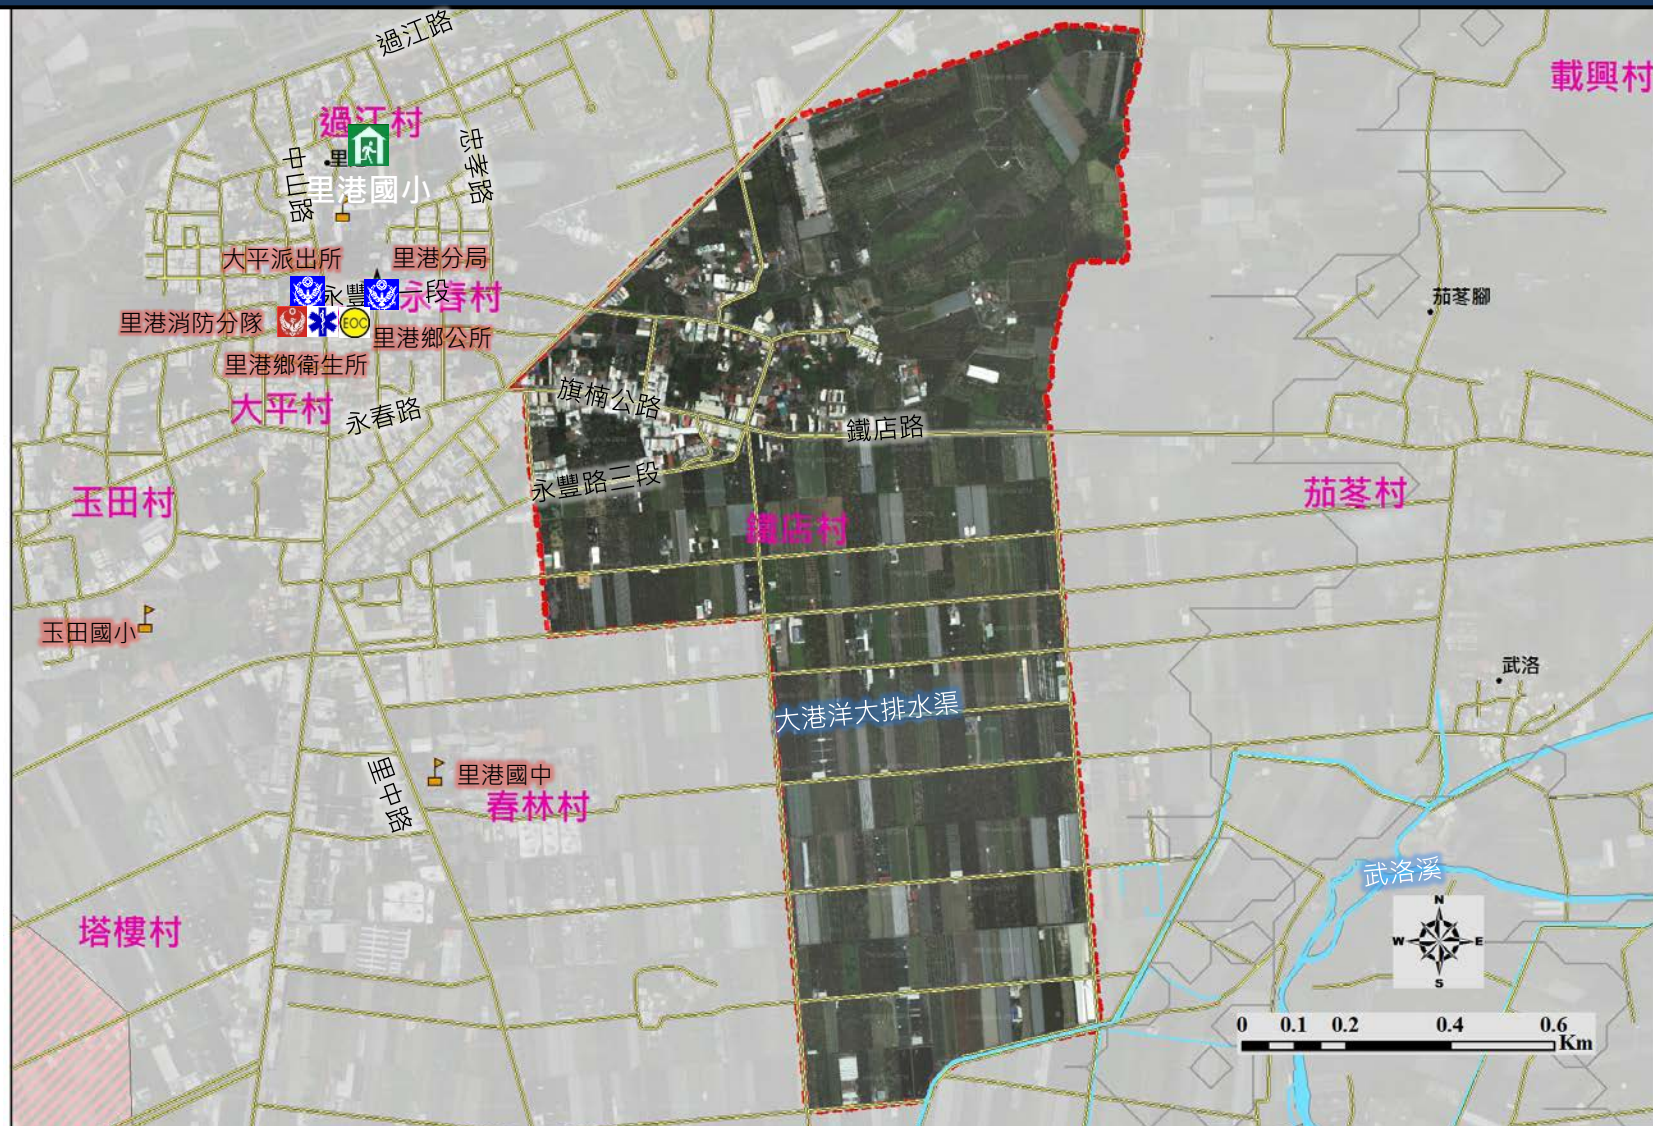 過江路
載興村
過江村
忠孝路
中山路
里
里港國小
大平派出所
里港分局
永豐
一段
永春村
茄苳腳
里港消防分隊
EOC
里港鄉公所
里港鄉衛生所
大平村
永春路
旗楠公路
鐵店路
永豐路三段
玉田村
茄苳村
鐵店村
玉田國小
武洛
大港洋大排水渠
里中路
里港國中
春林村
武洛溪
塔樓村
N
W E
S
0 0.1 0.2 0.4 0.6
Km